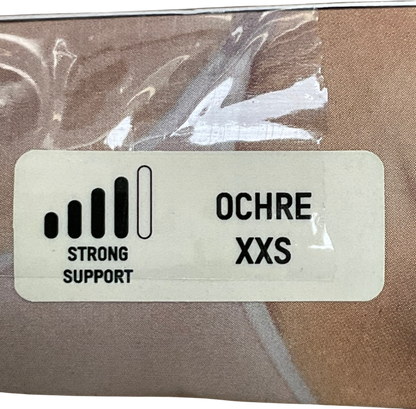 STRONG
SUPPORT
OCHRE
XXS